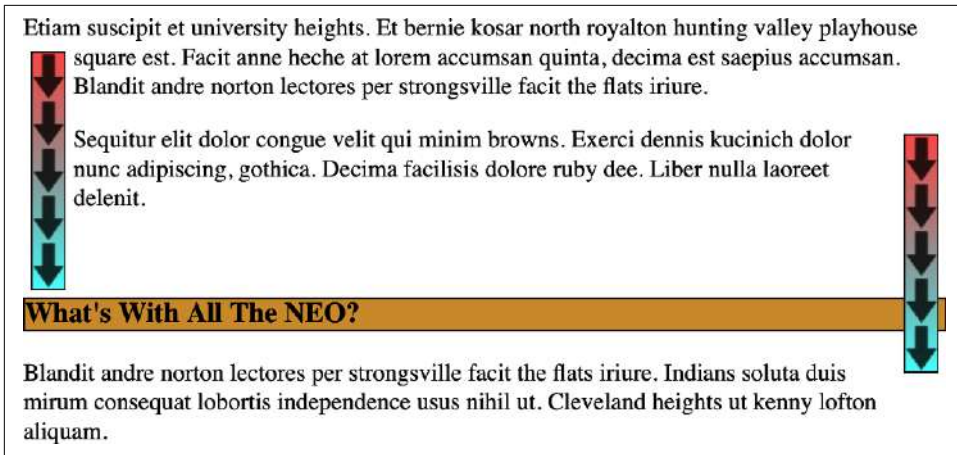 Etiam suscipit et university heights. Et bernie kosar north royalton hunting valley playhouse
square est. Facit anne heche at lorem accumsan quinta, decima est saepius accumsan.
Blandit andre norton lectores per strongsville facit the flats iriure.
Sequitur elit dolor congue velit qui minim browns. Exerci dennis kucinich dolor
nunc adipiscing, gothica. Decima facilisis dolore ruby dee. Liber nulla laoreet
delenit.
What's With All The NEO?
Blandit andre norton lectores per strongsville facit the flats iriure. Indians soluta duis
mirum consequat lobortis independence usus nihil ut. Cleveland heights ut kenny lofton
aliquam.